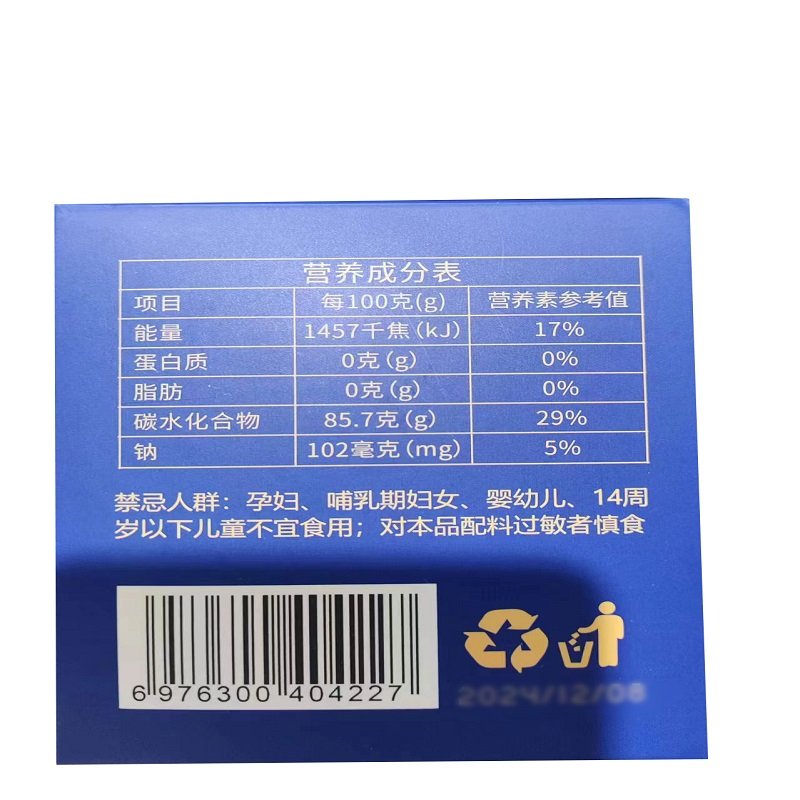 营养成分表
项目 每100克(g) 营养素参考值
能量 1457千焦(kJ) 17%
蛋白质 0克(g) 0%
脂肪 0克(g) 0%
碳水化合物 85.7克(g) 29%
钠 102毫克(mg) 5%
禁忌人群：孕妇、哺乳期妇女、婴幼儿、14周
岁以下儿童不宜食用；对本品配料过敏者慎食
6 976300 404227
2024/12/08